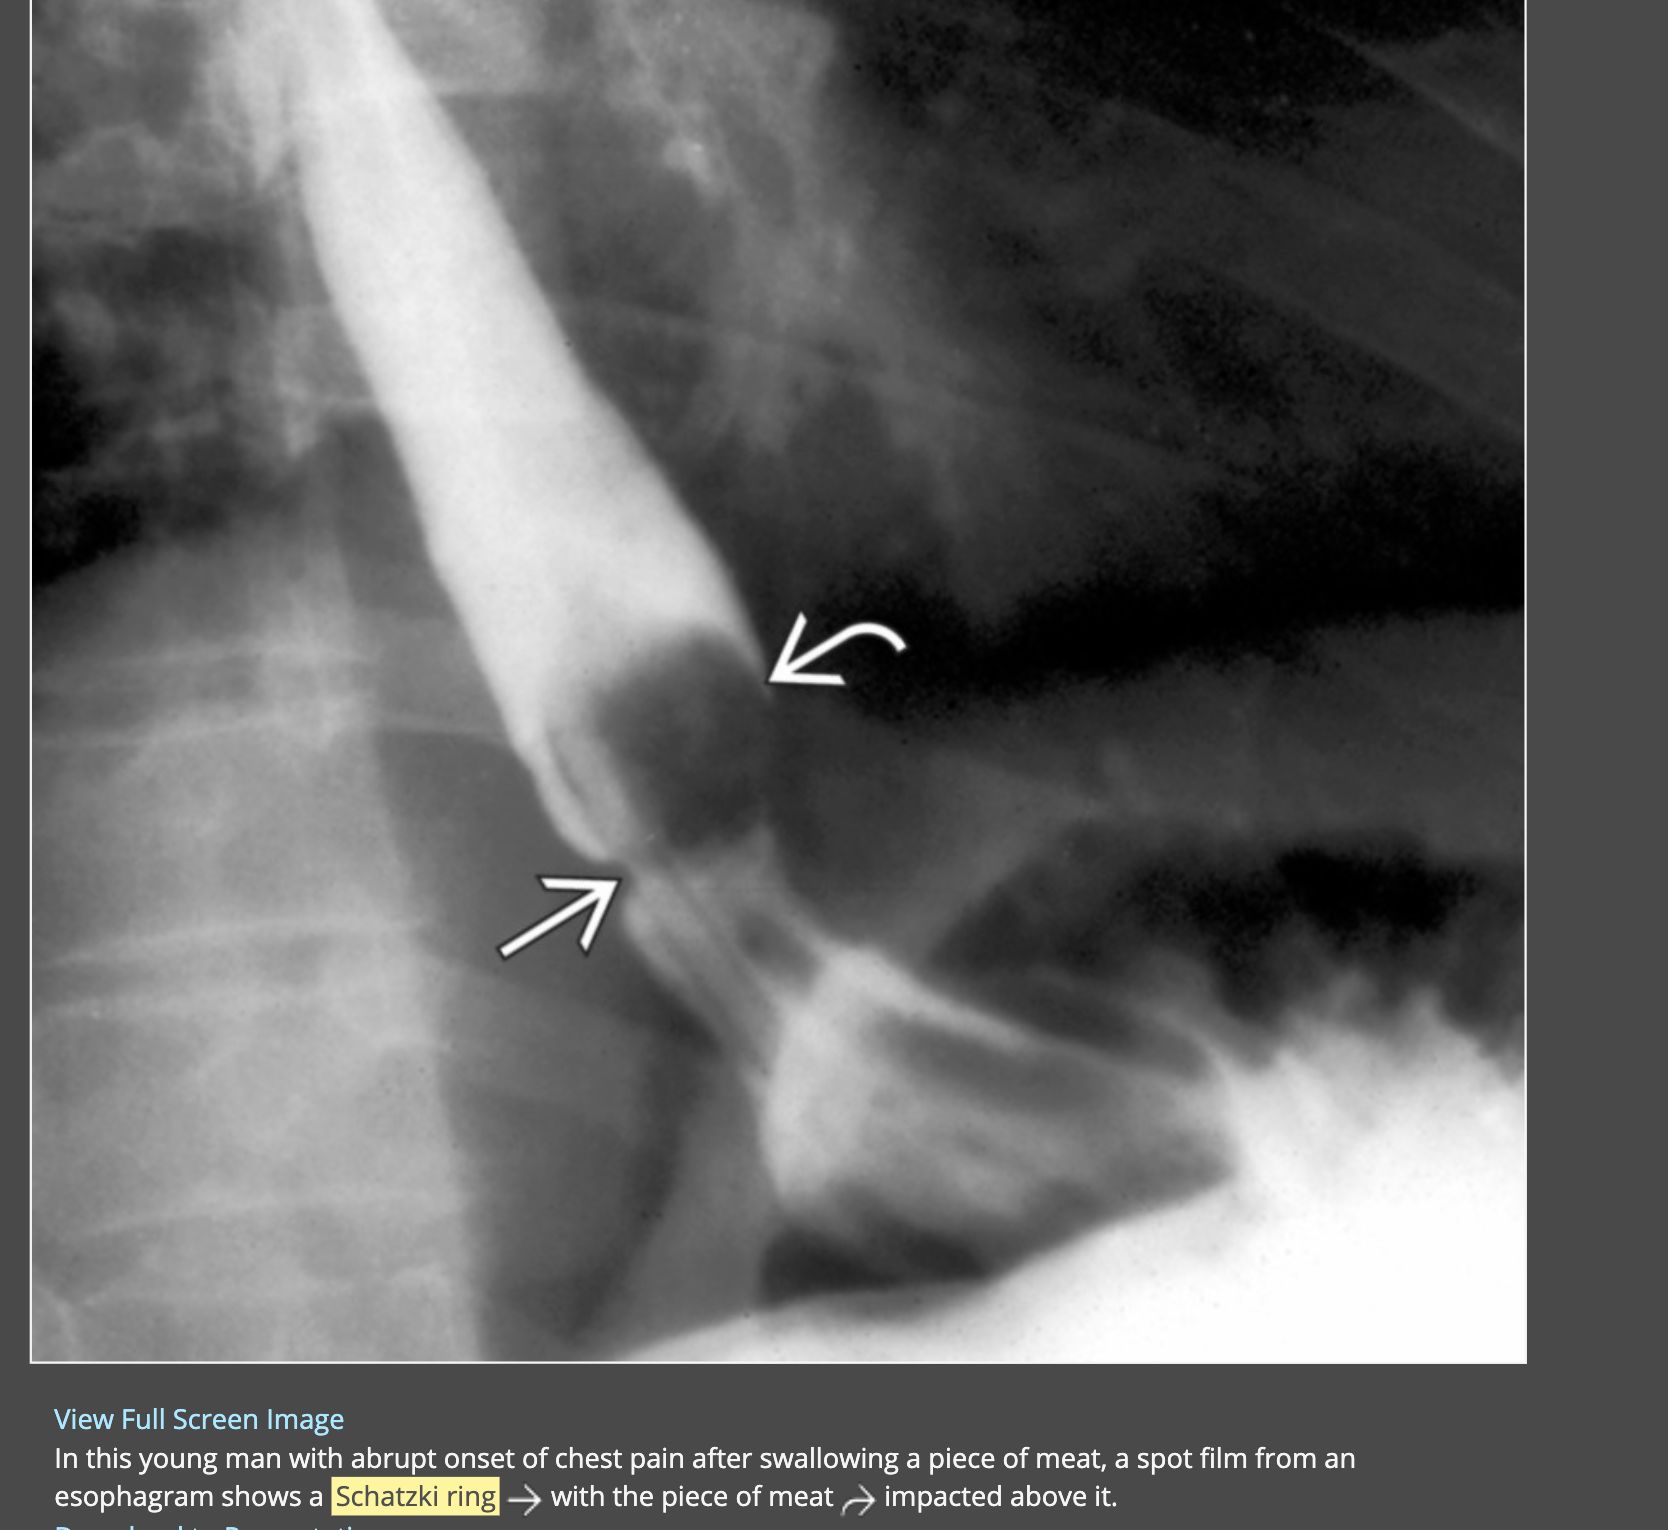 View Full Screen Image
In this young man with abrupt onset of chest pain after swallowing a piece of meat, a spot film from an
esophagram shows a Schatzki ring → with the piece of meat ↷ impacted above it.